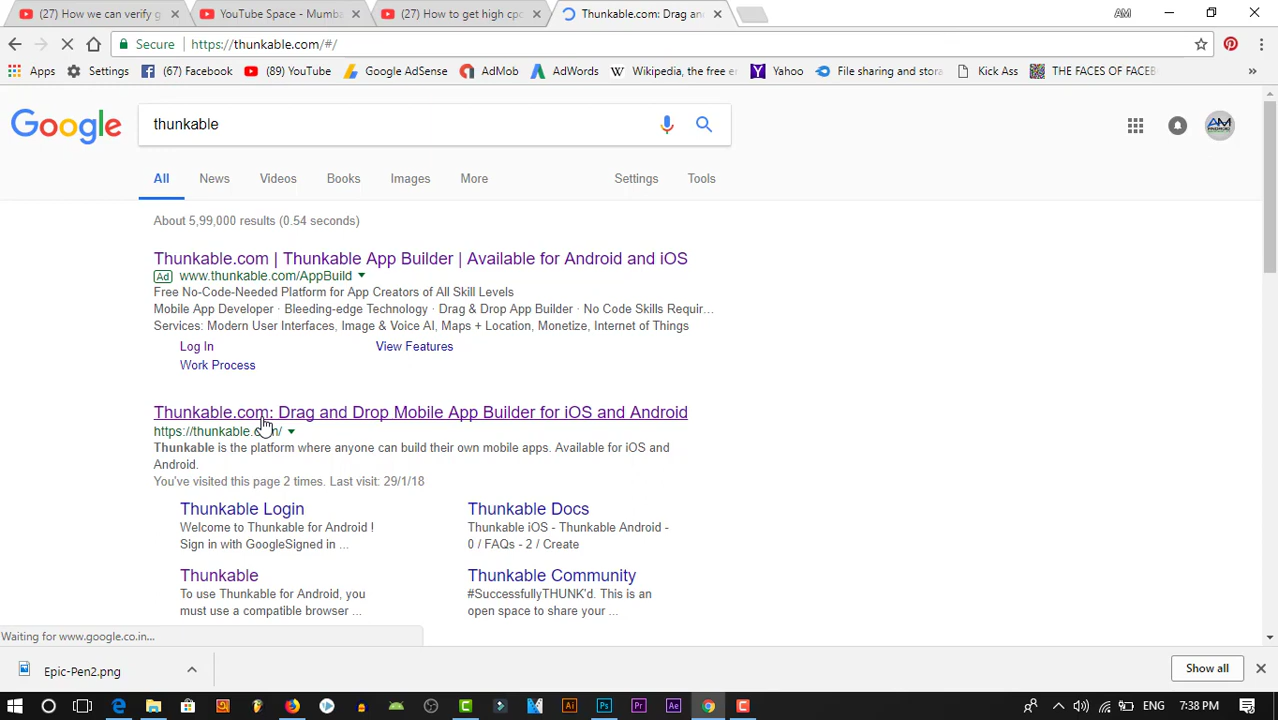 (27) How we can verify g
YouTube Space - Mumba
(27) How to get high cpc
Thunkable.com: Drag an
AM
Secure
https://thunkable.com/#/
Apps
Settings
(67) Facebook
(89) YouTube
Google AdSense
AdMob
AdWords
Wikipedia, the free e
Yahoo
File sharing and stora
Kick Ass
THE FACES OF FACEB
»
Google
thunkable
All
News
Videos
Books
Images
More
Settings
Tools
About 5,99,000 results (0.54 seconds)
Thunkable.com | Thunkable App Builder | Available for Android and iOS
Ad www.thunkable.com/AppBuild
Free No-Code-Needed Platform for App Creators of All Skill Levels
Mobile App Developer · Bleeding-edge Technology · Drag & Drop App Builder · No Code Skills Requir...
Services: Modern User Interfaces, Image & Voice AI, Maps + Location, Monetize, Internet of Things
Log In
View Features
Work Process
Thunkable.com: Drag and Drop Mobile App Builder for iOS and Android
https://thunkable.com/
Thunkable is the platform where anyone can build their own mobile apps. Available for iOS and
Android.
You've visited this page 2 times. Last visit: 29/1/18
Thunkable Login
Welcome to Thunkable for Android !
Sign in with GoogleSigned in ...
Thunkable Docs
Thunkable iOS - Thunkable Android -
0 / FAQs - 2 / Create
Thunkable
To use Thunkable for Android, you
must use a compatible browser ...
Thunkable Community
#SuccessfullyTHUNK'd. This is an
open space to share your ...
Waiting for www.google.co.in...
Epic-Pen2.png
Show all
Ai
Ps
Pr
Ae
ENG
7:38 PM